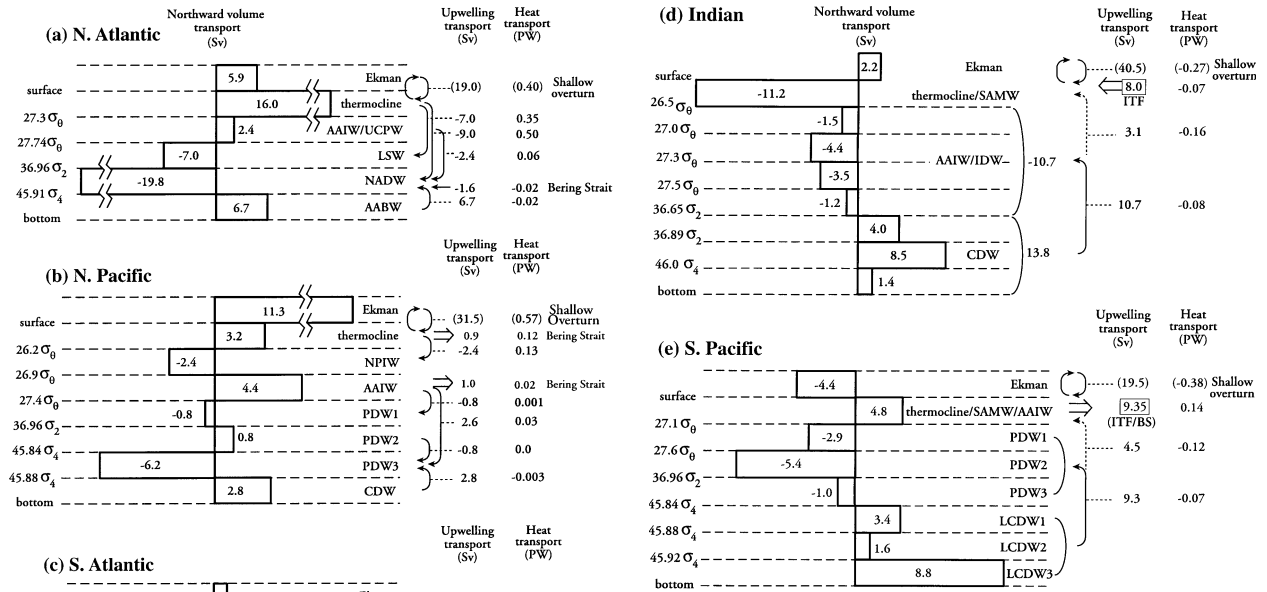 (a) N. Atlantic
Northward volume
transport
(Sv)
Upwelling
transport
(Sv)
Heat
transport
(PW)
5.9
Ekman
(19.0)
(0.40)
Shallow
overturn
surface
16.0
thermocline
27.3 σθ
-7.0
0.35
2.4
AAIW/UCPW
-9.0
0.50
27.74σθ
-7.0
LSW
-2.4
0.06
36.96 σ2
-19.8
NADW
-1.6
-0.02
Bering Strait
45.91 σ4
6.7
AABW
6.7
-0.02
bottom
(b) N. Pacific
Upwelling
transport
(Sv)
Heat
transport
(PW)
11.3
Ekman
(31.5)
(0.57)
Shallow
Overturn
surface
3.2
thermocline
0.9
0.12
Bering Strait
26.2 σθ
-2.4
0.13
-2.4
NPIW
26.9 σθ
4.4
AAIW
1.0
0.02
Bering Strait
27.4 σθ
-0.8
0.001
-0.8
PDW1
2.6
0.03
36.96 σ2
0.8
PDW2
-0.8
0.0
45.84 σ4
-6.2
PDW3
45.88 σ4
2.8
-0.003
2.8
CDW
bottom
Upwelling
transport
(Sv)
Heat
transport
(PW)
(c) S. Atlantic
(d) Indian
Northward volume
transport
(Sv)
Upwelling
transport
(Sv)
Heat
transport
(PW)
2.2
Ekman
(40.5)
(-0.27)
Shallow
overturn
surface
-11.2
thermocline/SAMW
8.0
-0.07
ITF
26.5 σθ
-1.5
27.0 σθ
3.1
-0.16
-4.4
AAIW/IDW
-10.7
27.3 σθ
-3.5
27.5 σθ
-1.2
10.7
-0.08
36.65 σ2
4.0
36.89 σ2
8.5
CDW
13.8
46.0 σ4
1.4
bottom
(e) S. Pacific
Upwelling
transport
(Sv)
Heat
transport
(PW)
-4.4
Ekman
(19.5)
(-0.38)
Shallow
overturn
surface
4.8
thermocline/SAMW/AAIW
9.35
0.14
(ITF/BS)
27.1 σθ
-2.9
PDW1
4.5
-0.12
27.6 σθ
-5.4
PDW2
36.96 σ2
-1.0
PDW3
9.3
-0.07
45.84 σ4
3.4
LCDW1
45.88 σ4
1.6
LCDW2
45.92 σ4
8.8
LCDW3
bottom